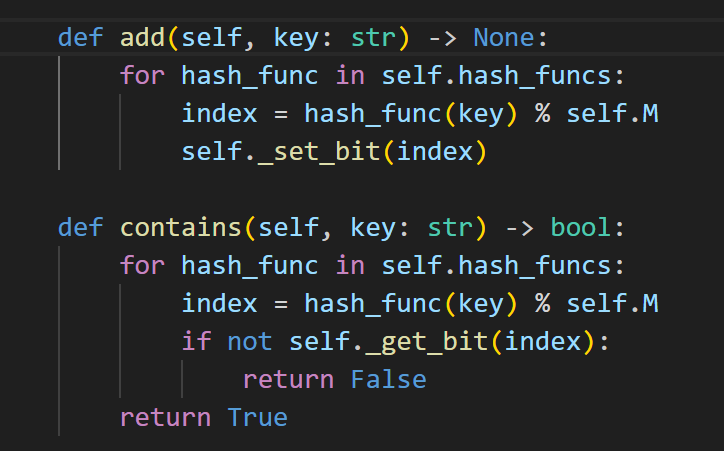 def add(self, key: str) -> None:
    for hash_func in self.hash_funcs:
        index = hash_func(key) % self.M
        self._set_bit(index)

def contains(self, key: str) -> bool:
    for hash_func in self.hash_funcs:
        index = hash_func(key) % self.M
        if not self._get_bit(index):
            return False
    return True